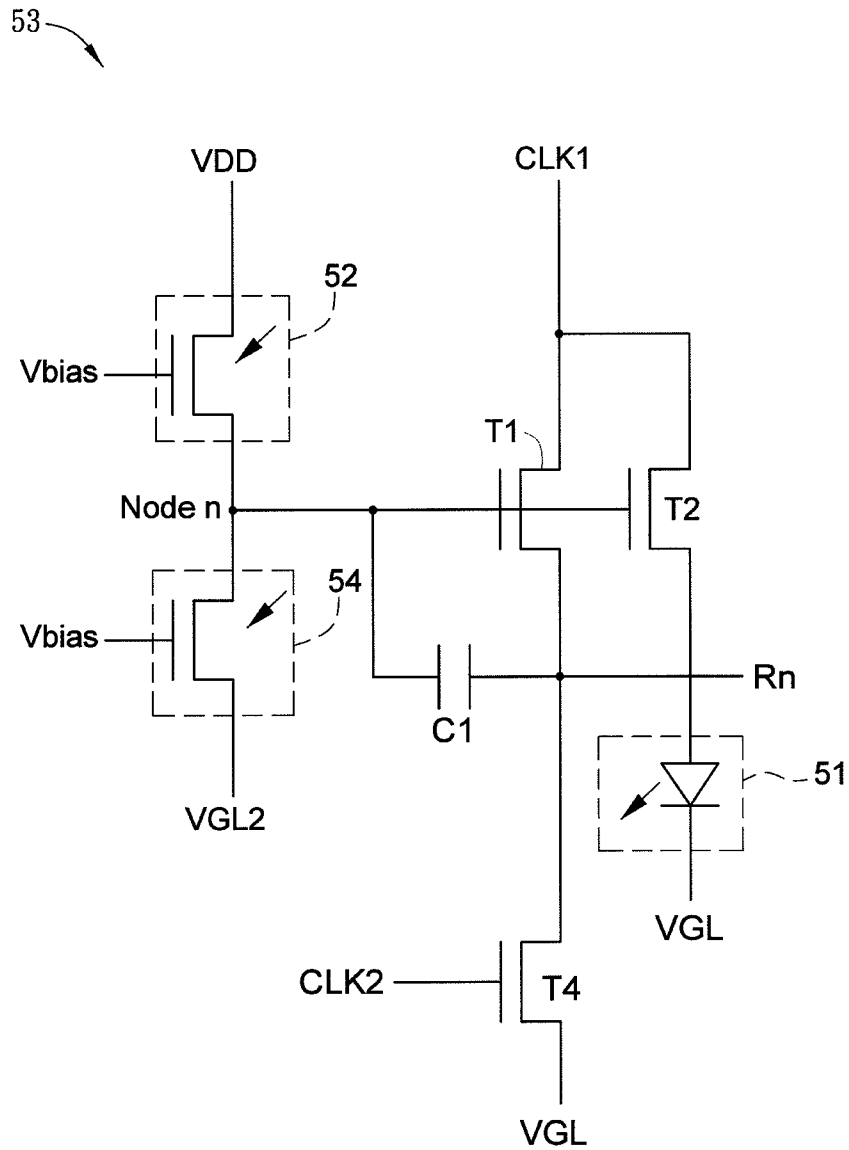 53
VDD
CLK1
52
Vbias
T1
Node n
T2
54
Vbias
Rn
C1
51
VGL2
VGL
CLK2
T4
VGL